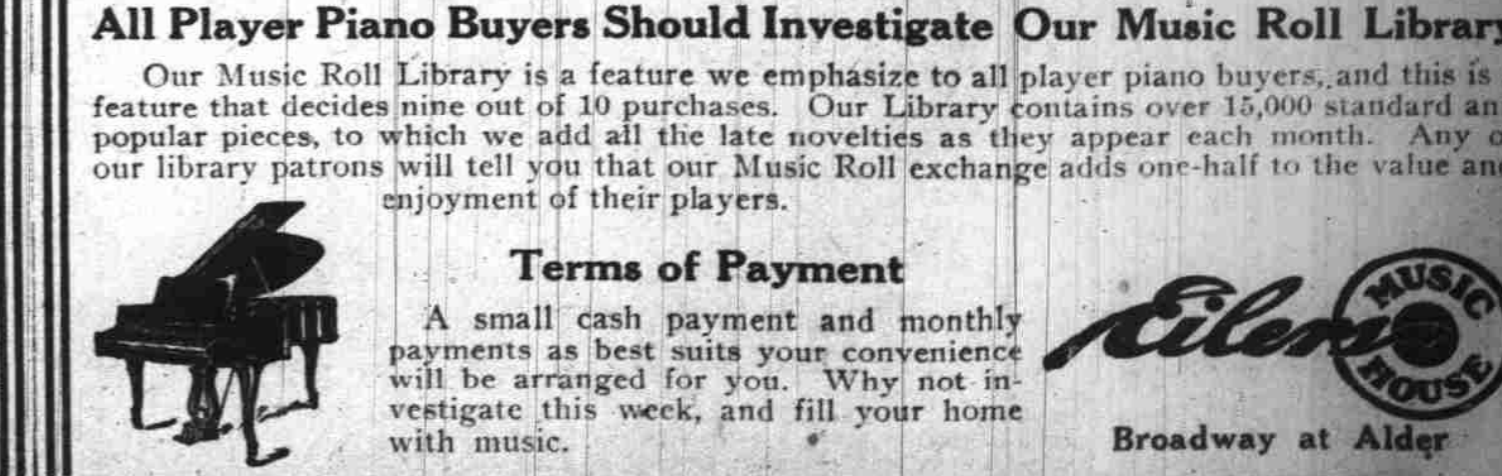 All Player Piano Buyers Should Investigate Our Music Roll Library
Our Music Roll Library is a feature we emphasize to all player piano buyers, and this is
feature that decides nine out of 10 purchases. Our Library contains over 15,000 standard an
popular pieces, to which we add all the late novelties as they appear each month. Any o
our library patrons will tell you that our Music Roll exchange adds one-half to the value and
enjoyment of their players.
Terms of Payment
A small cash payment and monthly
payments as best suits your convenience
will be arranged for you. Why not in-
vestigate this week, and fill your home
with music.
Eilers MUSIC HOUSE
Broadway at Alder